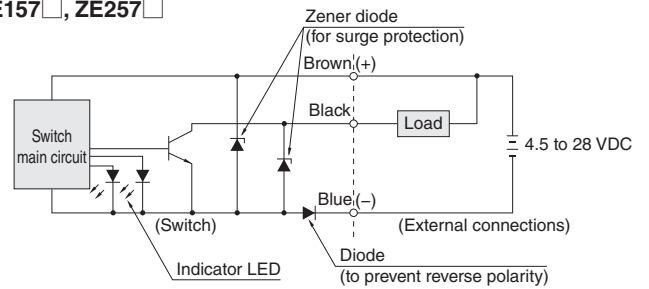 E157□, ZE257□
Zener diode
(for surge protection)
Brown (+)
Black
Load
Switch
main circuit
4.5 to 28 VDC
Blue (−)
(Switch)
(External connections)
Diode
(to prevent reverse polarity)
Indicator LED